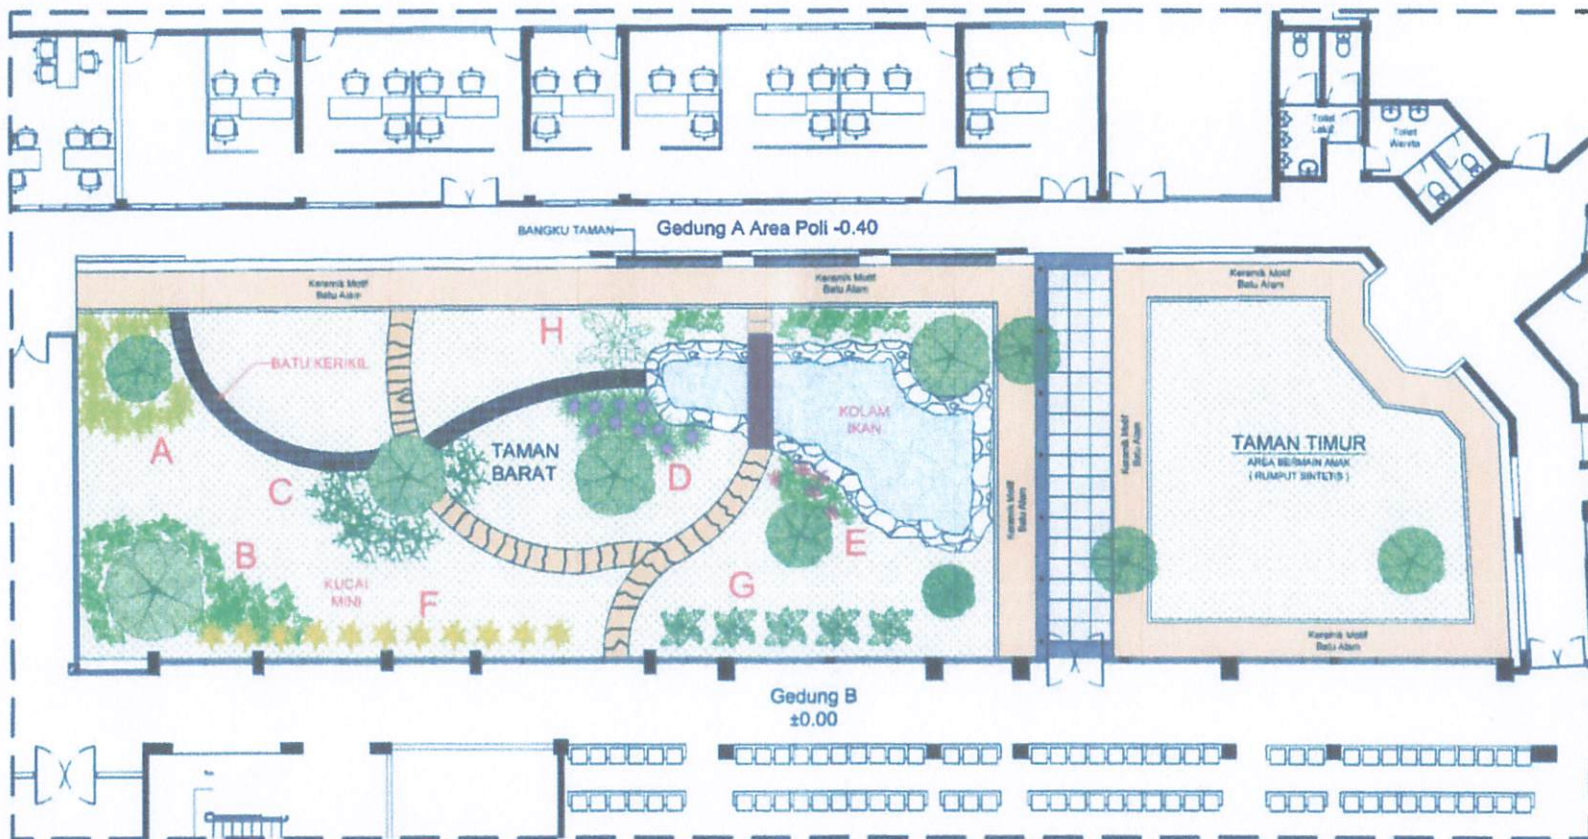 Toilet
Laki2
Toilet
Wanita
BANGKU TAMAN
Gedung A Area Poli -0.40
Keramik Motif
Batu Alam
Keramik Motif
Batu Alam
Keramik Motif
Batu Alam
H
BATU KERIKIL
KOLAM
IKAN
A
TAMAN
BARAT
C
D
E
Keramik Motif
Batu Alam
Keramik Motif
Batu Alam
TAMAN TIMUR
AREA BERMAIN ANAK
( RUMPUT SINTETIS )
B
KUCAI
MINI
F
G
Keramik Motif
Batu Alam
Gedung B
±0.00